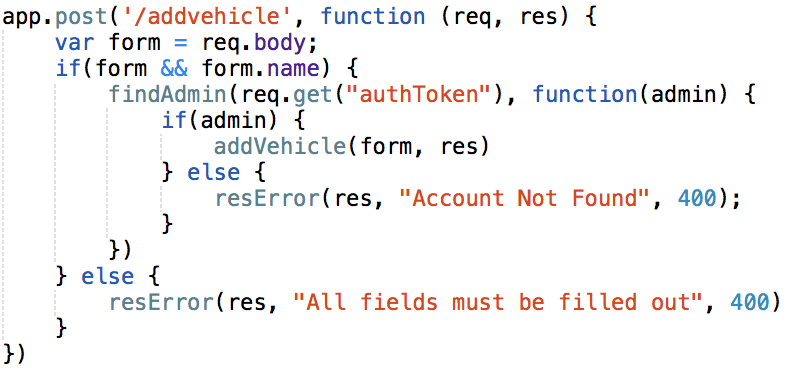 app.post('/addvehicle', function (req, res) {
    var form = req.body;
    if(form && form.name) {
        findAdmin(req.get("authToken"), function(admin) {
            if(admin) {
                addVehicle(form, res)
            } else {
                resError(res, "Account Not Found", 400);
            }
        })
    } else {
        resError(res, "All fields must be filled out", 400)
    }
})